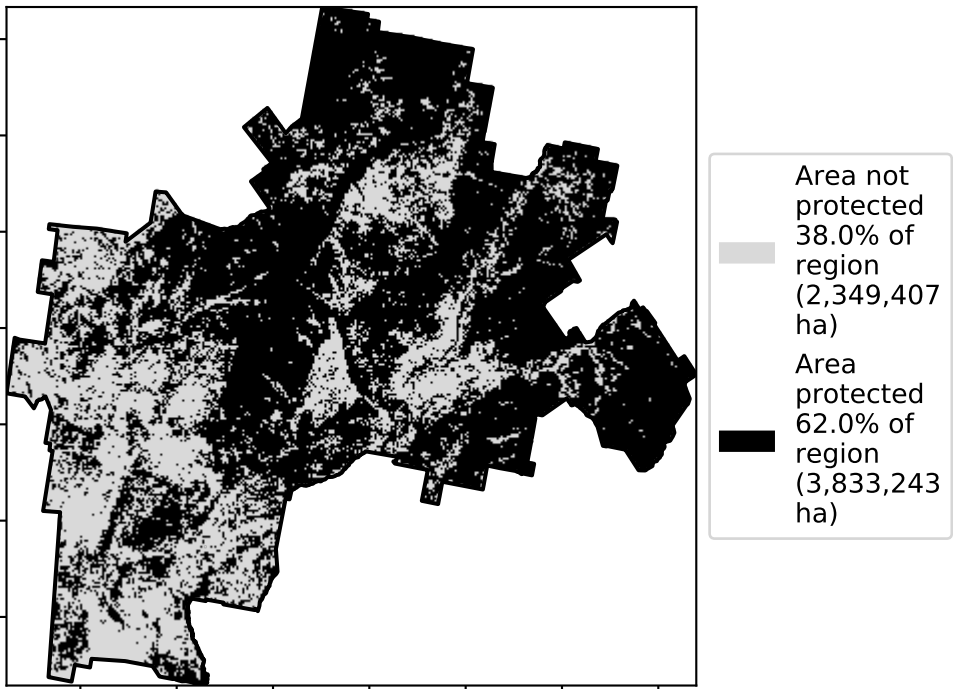 Area not
protected
38.0% of
region
(2,349,407
ha)
Area
protected
62.0% of
region
(3,833,243
ha)